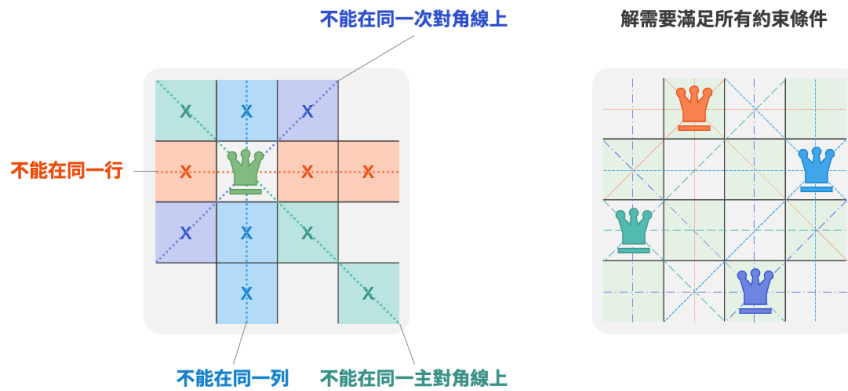 不能在同一次對角線上
解需要滿足所有約束條件
X X X
不能在同一行
X X X
X X X
X X
不能在同一列
不能在同一主對角線上